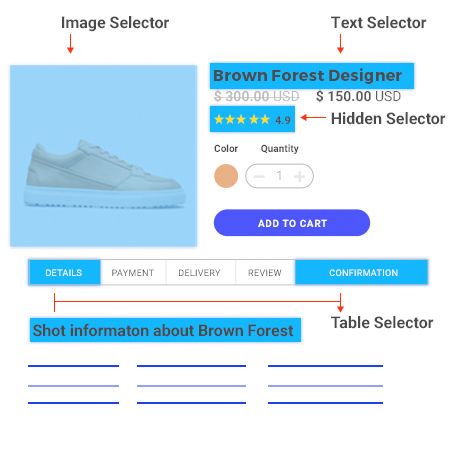 Image Selector
Text Selector
Brown Forest Designer
$ 300.00 USD $ 150.00 USD
4.9
Hidden Selector
Color Quantity
1
ADD TO CART
DETAILS PAYMENT DELIVERY REVIEW CONFIRMATION
Table Selector
Shot informaton about Brown Forest